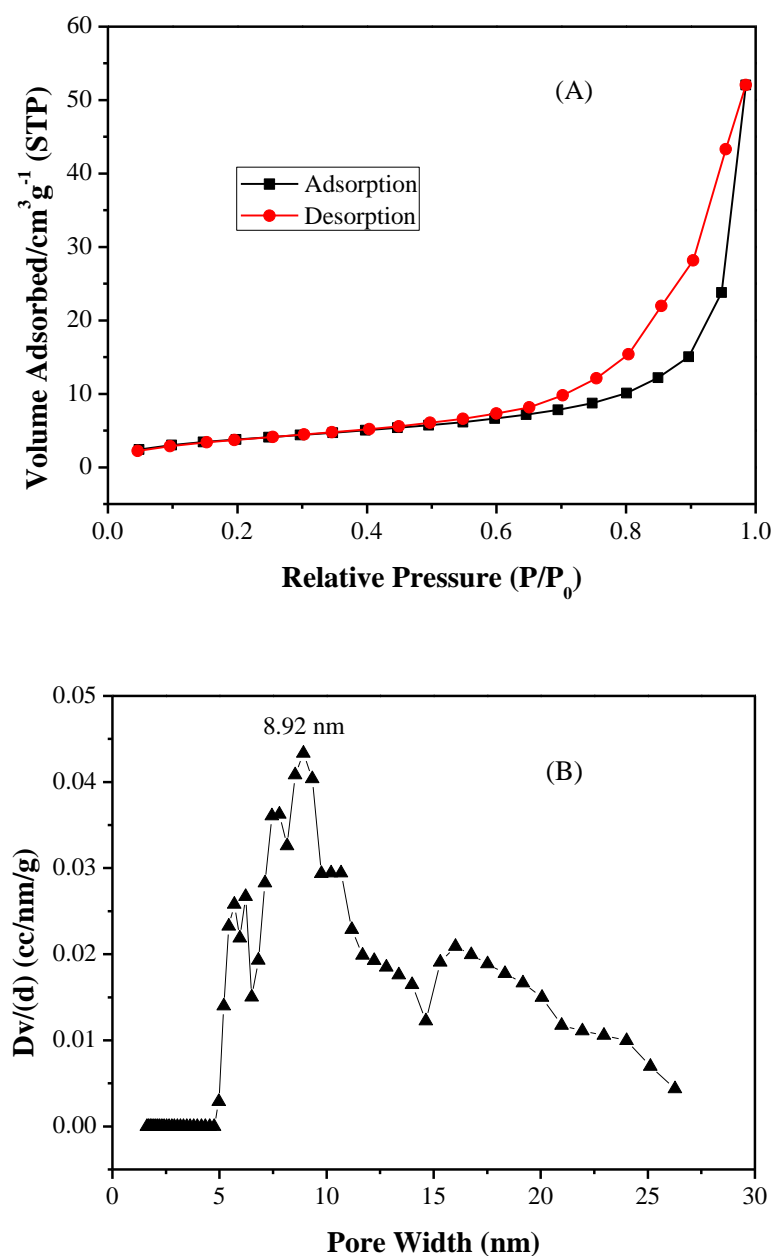 60
50
40
30
20
10
0
Volume Adsorbed/cm³g⁻¹ (STP)
(A)
Adsorption
Desorption
0.0 0.2 0.4 0.6 0.8 1.0
Relative Pressure (P/P₀)
0.05
0.04
0.03
0.02
0.01
0.00
Dv/(d) (cc/nm/g)
8.92 nm
(B)
0 5 10 15 20 25 30
Pore Width (nm)